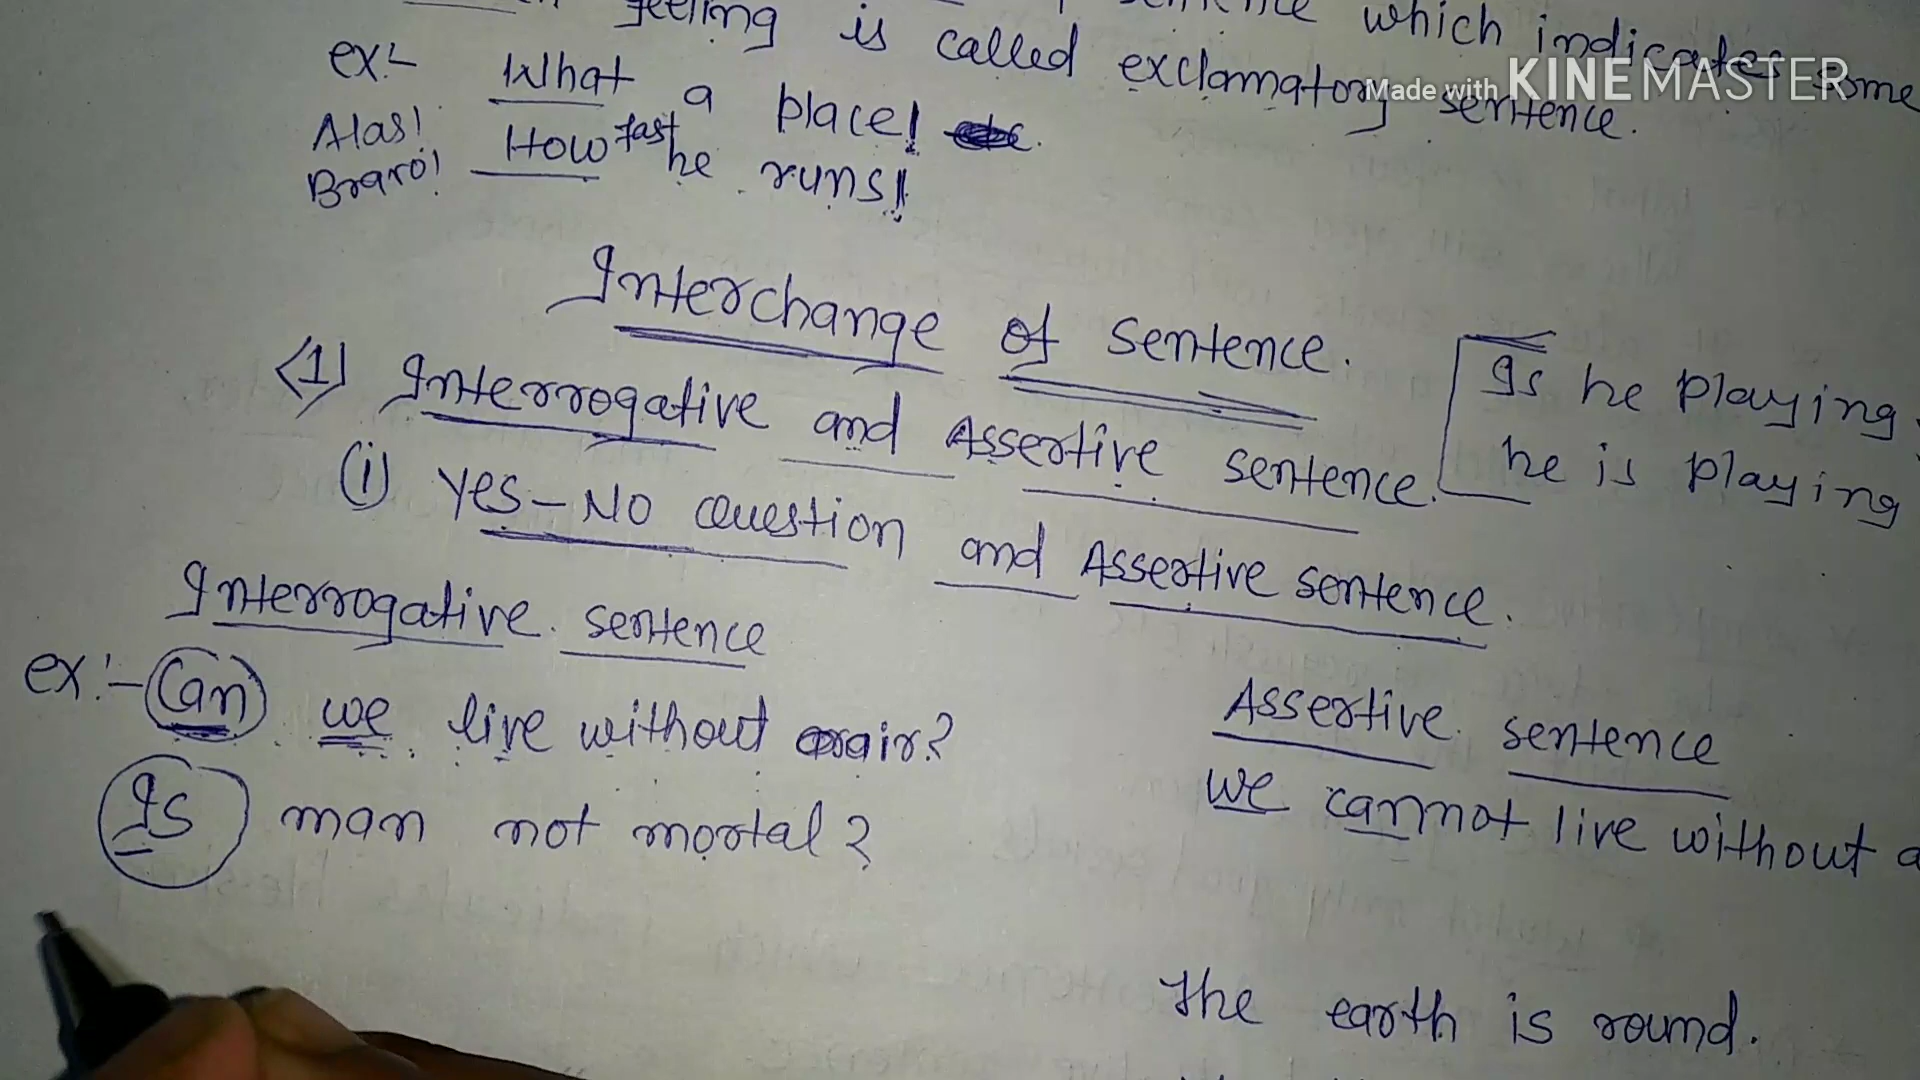 feeling is called exclamatory sentence.
which indicates some
ex:- What a place!
Alas! How fast he runs!
Bravo!
Made with KINEMASTER
Interchange of sentence.
(1) Interrogative and Assertive sentence.
Is he playing
he is playing
(i) Yes-No Question and Assertive sentence.
Interrogative sentence
ex:- Can we live without air?
Is man not mortal?
Assertive sentence
we cannot live without a
The earth is round.